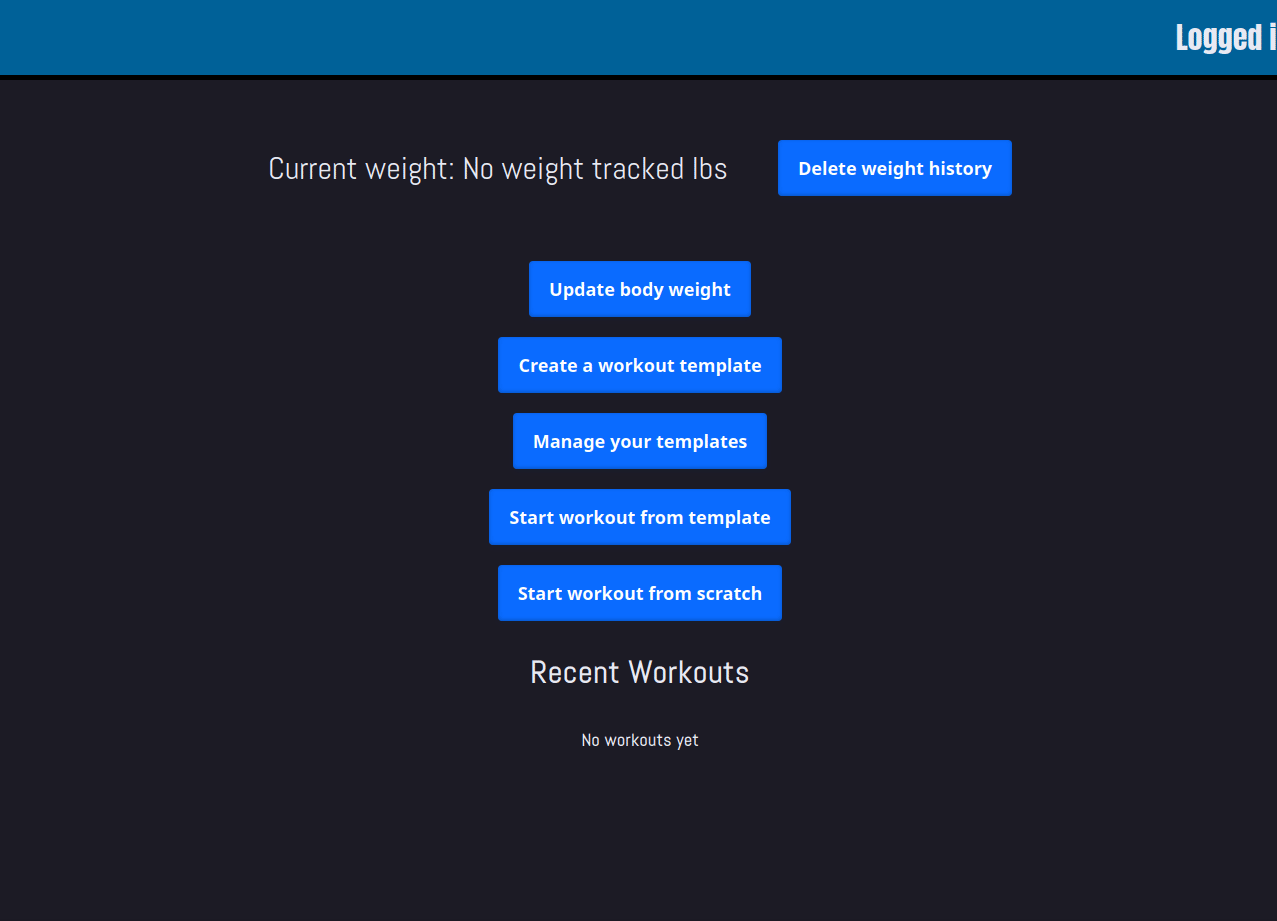 Logged i
Current weight: No weight tracked lbs
Delete weight history
Update body weight
Create a workout template
Manage your templates
Start workout from template
Start workout from scratch
Recent Workouts
No workouts yet